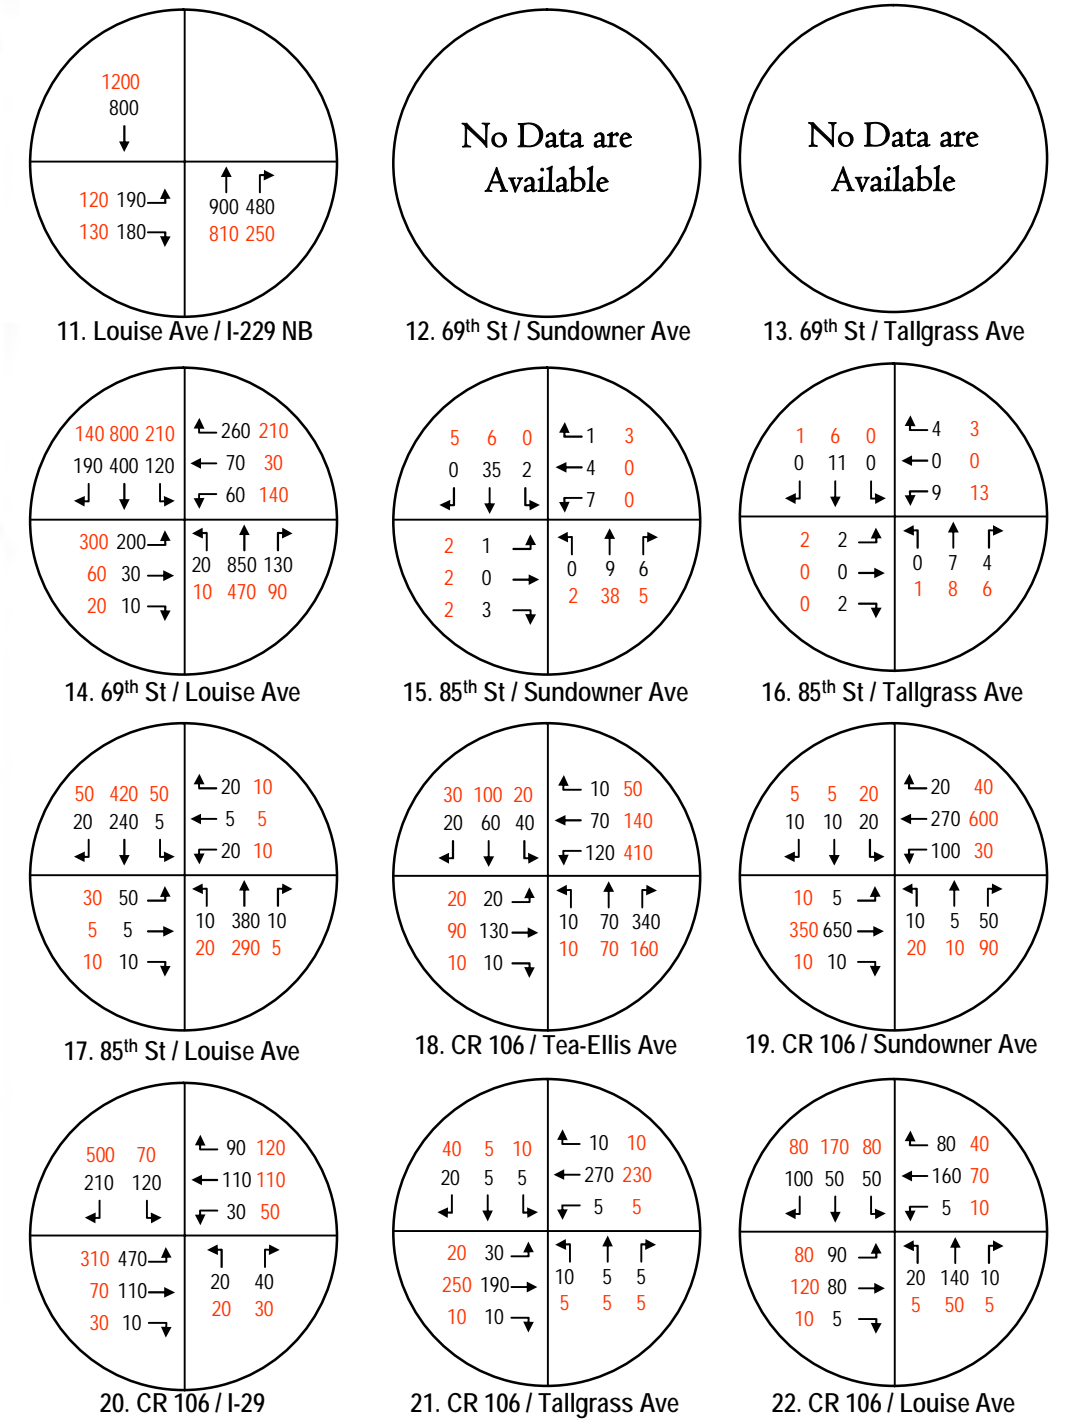 1200
800
120 190
130 180
900 480
810 250
11. Louise Ave / I-229 NB
No Data are
Available
12. 69th St / Sundowner Ave
No Data are
Available
13. 69th St / Tallgrass Ave
140 800 210
190 400 120
260 210
70 30
60 140
300 200
60 30
20 10
20 850 130
10 470 90
14. 69th St / Louise Ave
5 6 0
0 35 2
1 3
4 0
7 0
2 1
2 0
2 3
0 9 6
2 38 5
15. 85th St / Sundowner Ave
1 6 0
0 11 0
4 3
0 0
9 13
2 2
0 0
0 2
0 7 4
1 8 6
16. 85th St / Tallgrass Ave
50 420 50
20 240 5
20 10
5 5
20 10
30 50
5 5
10 10
10 380 10
20 290 5
17. 85th St / Louise Ave
30 100 20
20 60 40
10 50
70 140
120 410
20 20
90 130
10 10
10 70 340
10 70 160
18. CR 106 / Tea-Ellis Ave
5 5 20
10 10 20
20 40
270 600
100 30
10 5
350 650
10 10
10 5 50
20 10 90
19. CR 106 / Sundowner Ave
500 70
210 120
90 120
110 110
30 50
310 470
70 110
30 10
20 40
20 30
20. CR 106 / I-29
40 5 10
20 5 5
10 10
270 230
5 5
20 30
250 190
10 10
10 5 5
5 5 5
21. CR 106 / Tallgrass Ave
80 170 80
100 50 50
80 40
160 70
5 10
80 90
120 80
10 5
20 140 10
5 50 5
22. CR 106 / Louise Ave